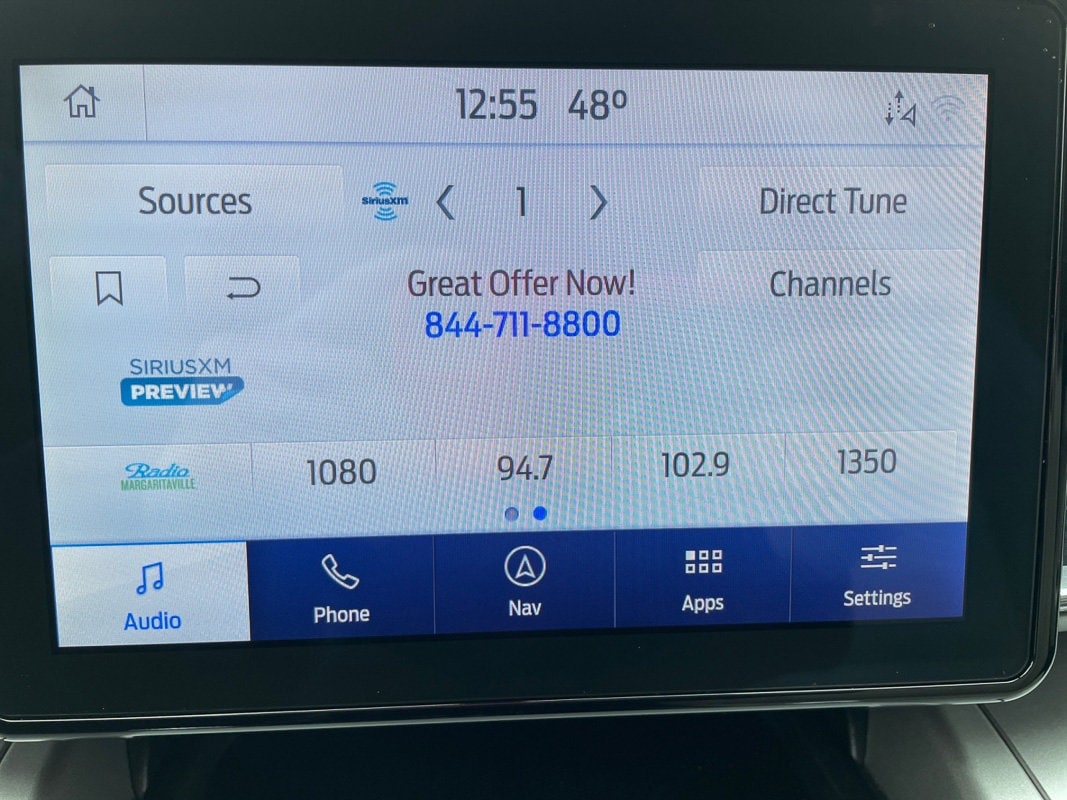 12:55 48°
Sources
SiriusXM
1
Direct Tune
Great Offer Now!
844-711-8800
Channels
SIRIUSXM
PREVIEW
Radio
MARGARITAVILLE
1080
94.7
102.9
1350
Audio
Phone
Nav
Apps
Settings